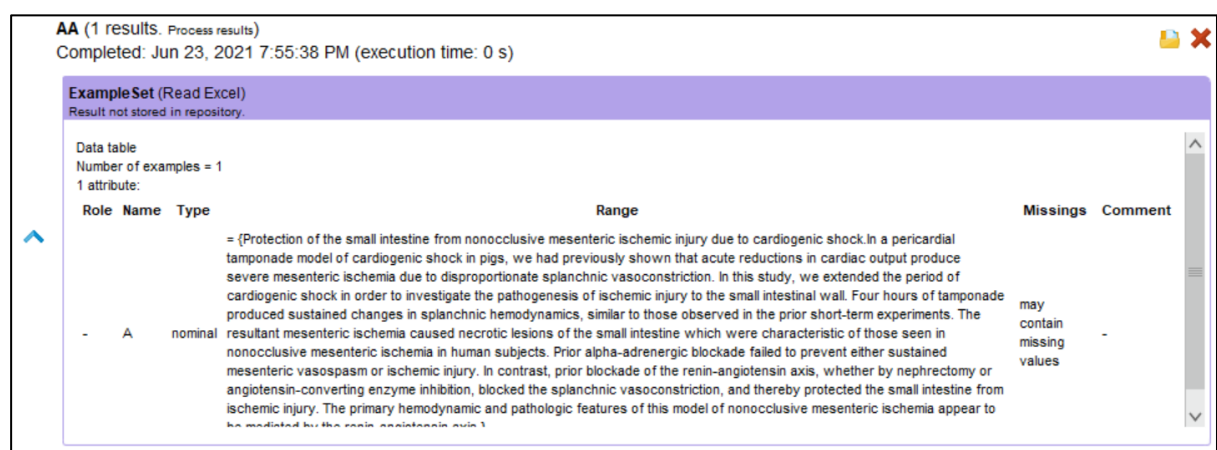 AA (1 results. Process results)
Completed: Jun 23, 2021 7:55:38 PM (execution time: 0 s)
ExampleSet (Read Excel)
Result not stored in repository.
Data table
Number of examples = 1
1 attribute:
Role Name Type Range Missings Comment
= {Protection of the small intestine from nonocclusive mesenteric ischemic injury due to cardiogenic shock.In a pericardial
tamponade model of cardiogenic shock in pigs, we had previously shown that acute reductions in cardiac output produce
severe mesenteric ischemia due to disproportionate splanchnic vasoconstriction. In this study, we extended the period of
cardiogenic shock in order to investigate the pathogenesis of ischemic injury to the small intestinal wall. Four hours of tamponade
produced sustained changes in splanchnic hemodynamics, similar to those observed in the prior short-term experiments. The
- A nominal resultant mesenteric ischemia caused necrotic lesions of the small intestine which were characteristic of those seen in
nonocclusive mesenteric ischemia in human subjects. Prior alpha-adrenergic blockade failed to prevent either sustained
mesenteric vasospasm or ischemic injury. In contrast, prior blockade of the renin-angiotensin axis, whether by nephrectomy or
angiotensin-converting enzyme inhibition, blocked the splanchnic vasoconstriction, and thereby protected the small intestine from
ischemic injury. The primary hemodynamic and pathologic features of this model of nonocclusive mesenteric ischemia appear to
be mediated by the renin-angiotensin axis.}
may
contain
missing
values
-